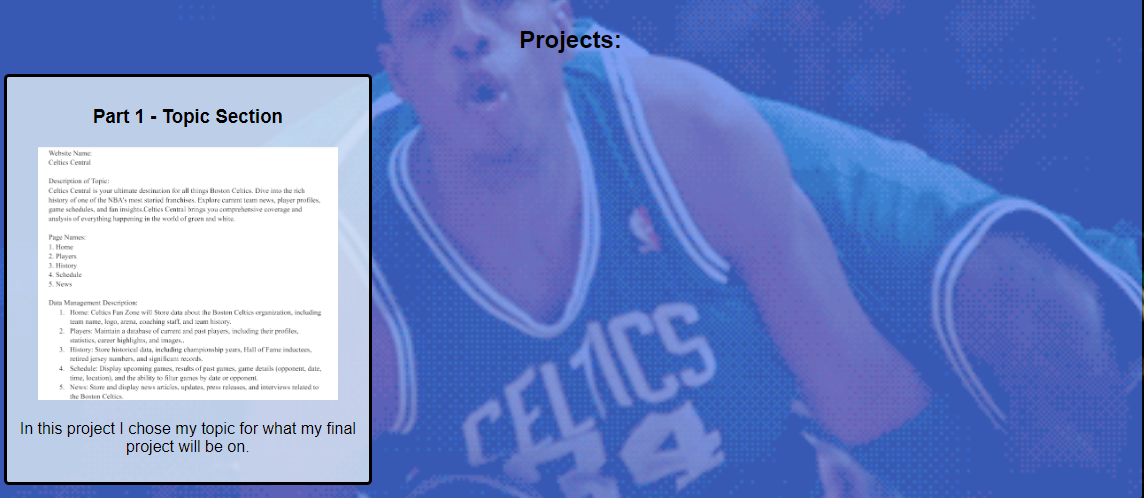 Projects:
Part 1 - Topic Section
Website Name:
Celtics Central
Description of Topic:
Celtics Central is your ultimate destination for all things Boston Celtics. Dive into the rich
history of one of the NBA's most storied franchises. Explore current team news, player profiles,
game schedules, and fan insights.Celtics Central brings you comprehensive coverage and
analysis of everything happening in the world of green and white.
Page Names:
1. Home
2. Players
3. History
4. Schedule
5. News
Data Management Description:
1. Home: Celtics Fan Zone will Store data about the Boston Celtics organization, including
team name, logo, arena, coaching staff, and team history.
2. Players: Maintain a database of current and past players, including their profiles,
statistics, career highlights, and images..
3. History: Store historical data, including championship years, Hall of Fame inductees,
retired jersey numbers, and significant records.
4. Schedule: Display upcoming games, results of past games, game details (opponent, date,
time, location), and the ability to filter games by date or opponent.
5. News: Store and display news articles, updates, press releases, and interviews related to
the Boston Celtics.
In this project I chose my topic for what my final
project will be on.
CELTICS